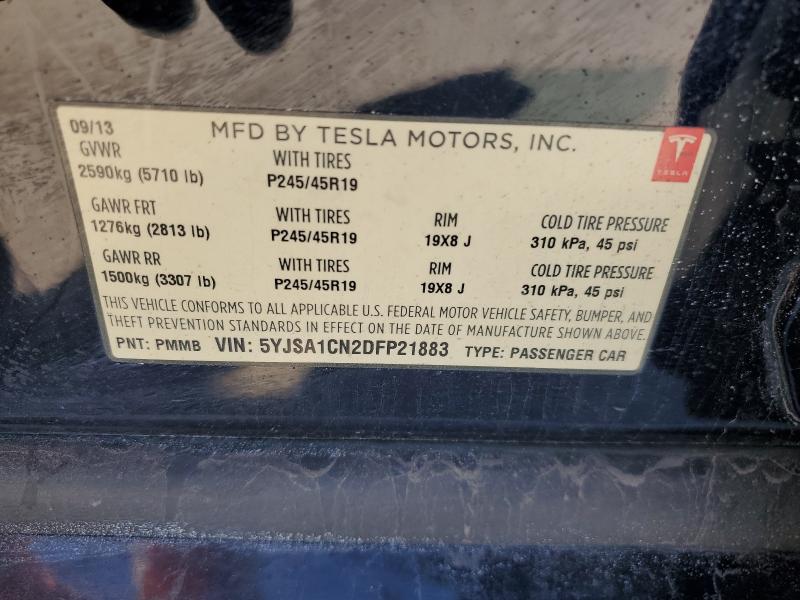 09/13 MFD BY TESLA MOTORS, INC.
GVWR WITH TIRES
2590kg (5710 lb) P245/45R19
TESLA
GAWR FRT WITH TIRES RIM COLD TIRE PRESSURE
1276kg (2813 lb) P245/45R19 19X8 J 310 kPa, 45 psi
GAWR RR WITH TIRES RIM COLD TIRE PRESSURE
1500kg (3307 lb) P245/45R19 19X8 J 310 kPa, 45 psi
THIS VEHICLE CONFORMS TO ALL APPLICABLE U.S. FEDERAL MOTOR VEHICLE SAFETY, BUMPER, AND
THEFT PREVENTION STANDARDS IN EFFECT ON THE DATE OF MANUFACTURE SHOWN ABOVE.
PNT: PMMB VIN: 5YJSA1CN2DFP21883 TYPE: PASSENGER CAR